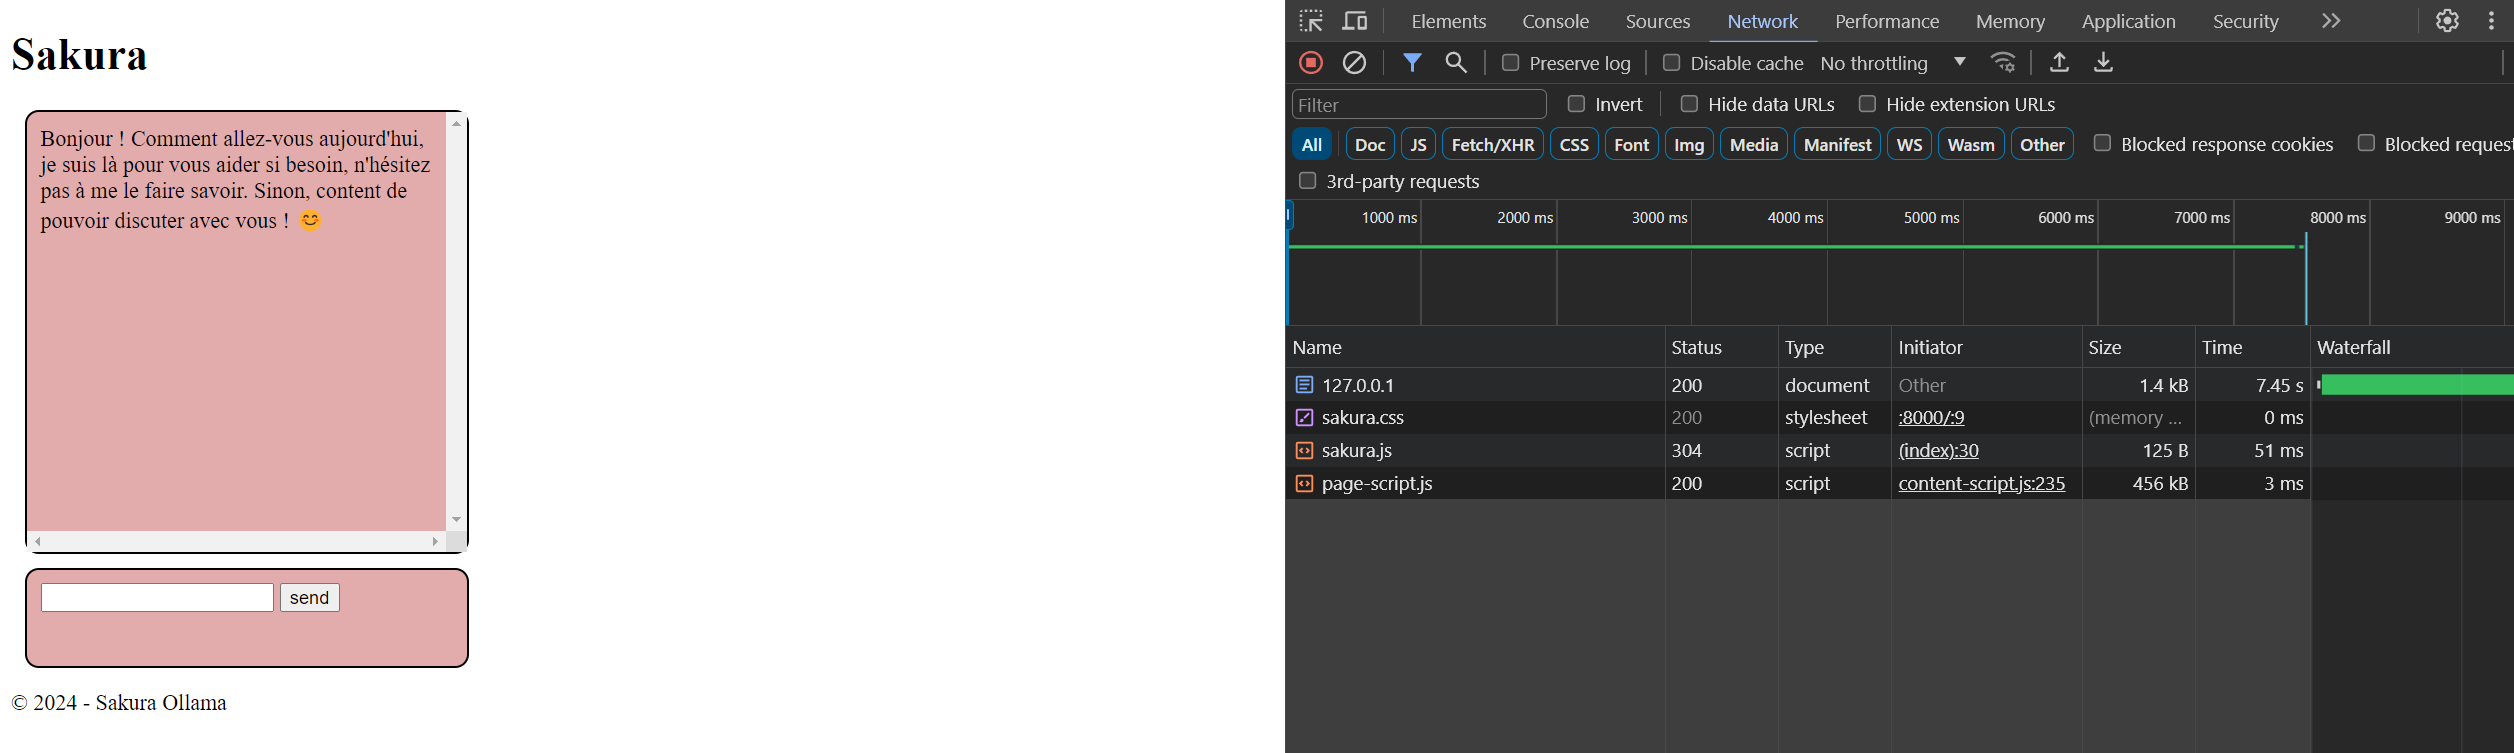 Sakura
Bonjour ! Comment allez-vous aujourd'hui,
je suis là pour vous aider si besoin, n'hésitez
pas à me le faire savoir. Sinon, content de
pouvoir discuter avec vous ! 😊
send
© 2024 - Sakura Ollama
Elements Console Sources Network Performance Memory Application Security
Preserve log Disable cache No throttling
Filter Invert Hide data URLs Hide extension URLs
All Doc JS Fetch/XHR CSS Font Img Media Manifest WS Wasm Other Blocked response cookies Blocked request
3rd-party requests
1000 ms 2000 ms 3000 ms 4000 ms 5000 ms 6000 ms 7000 ms 8000 ms 9000 ms
Name Status Type Initiator Size Time Waterfall
127.0.0.1 200 document Other 1.4 kB 7.45 s
sakura.css 200 stylesheet :8000/:9 (memory ... 0 ms
sakura.js 304 script (index):30 125 B 51 ms
page-script.js 200 script content-script.js:235 456 kB 3 ms